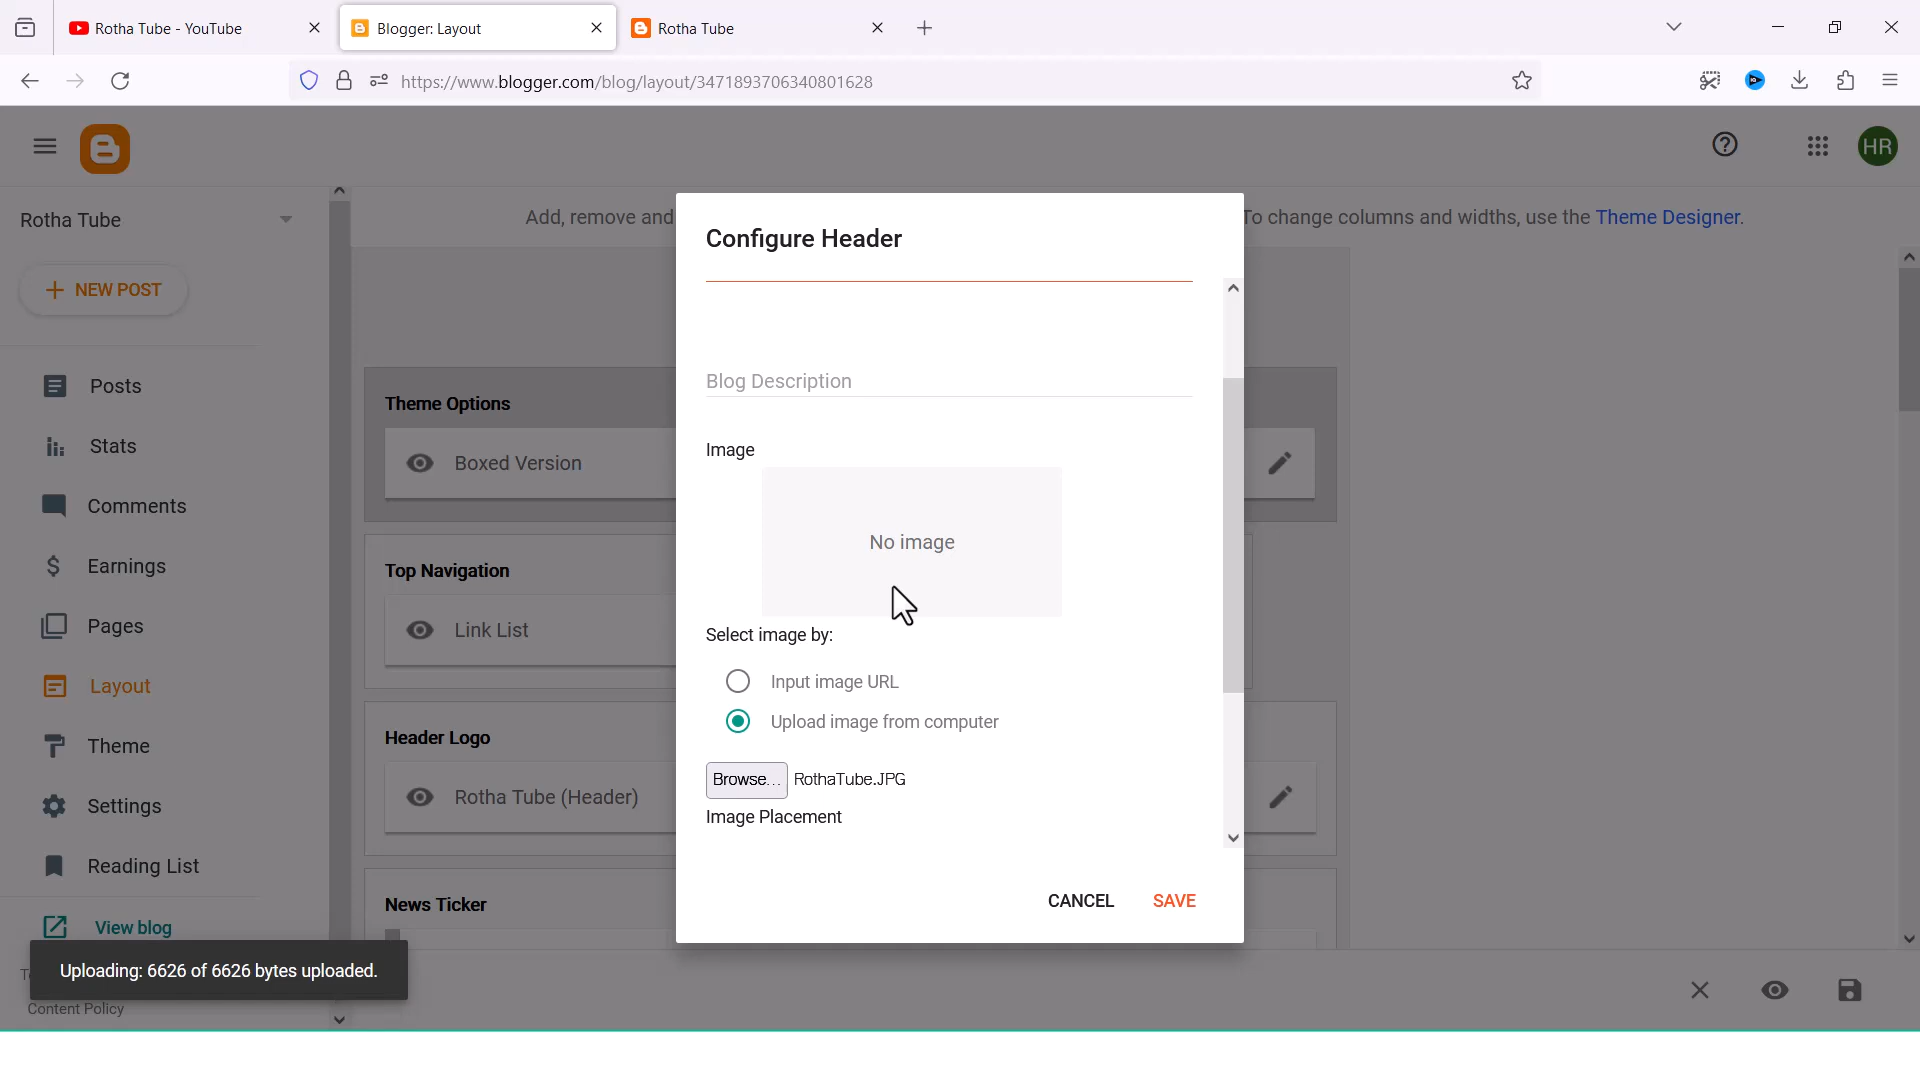 Rotha Tube - YouTube
Blogger: Layout
Rotha Tube
https://www.blogger.com/blog/layout/3471893706340801628
HR
Rotha Tube
Add, remove and
To change columns and widths, use the Theme Designer.
Configure Header
NEW POST
Posts
Stats
Comments
Earnings
Pages
Layout
Theme
Settings
Reading List
View blog
Content Policy
Theme Options
Boxed Version
Top Navigation
Link List
Header Logo
Rotha Tube (Header)
News Ticker
Blog Description
Image
No image
Select image by:
Input image URL
Upload image from computer
Browse... RothaTube.JPG
Image Placement
CANCEL SAVE
Uploading: 6626 of 6626 bytes uploaded.